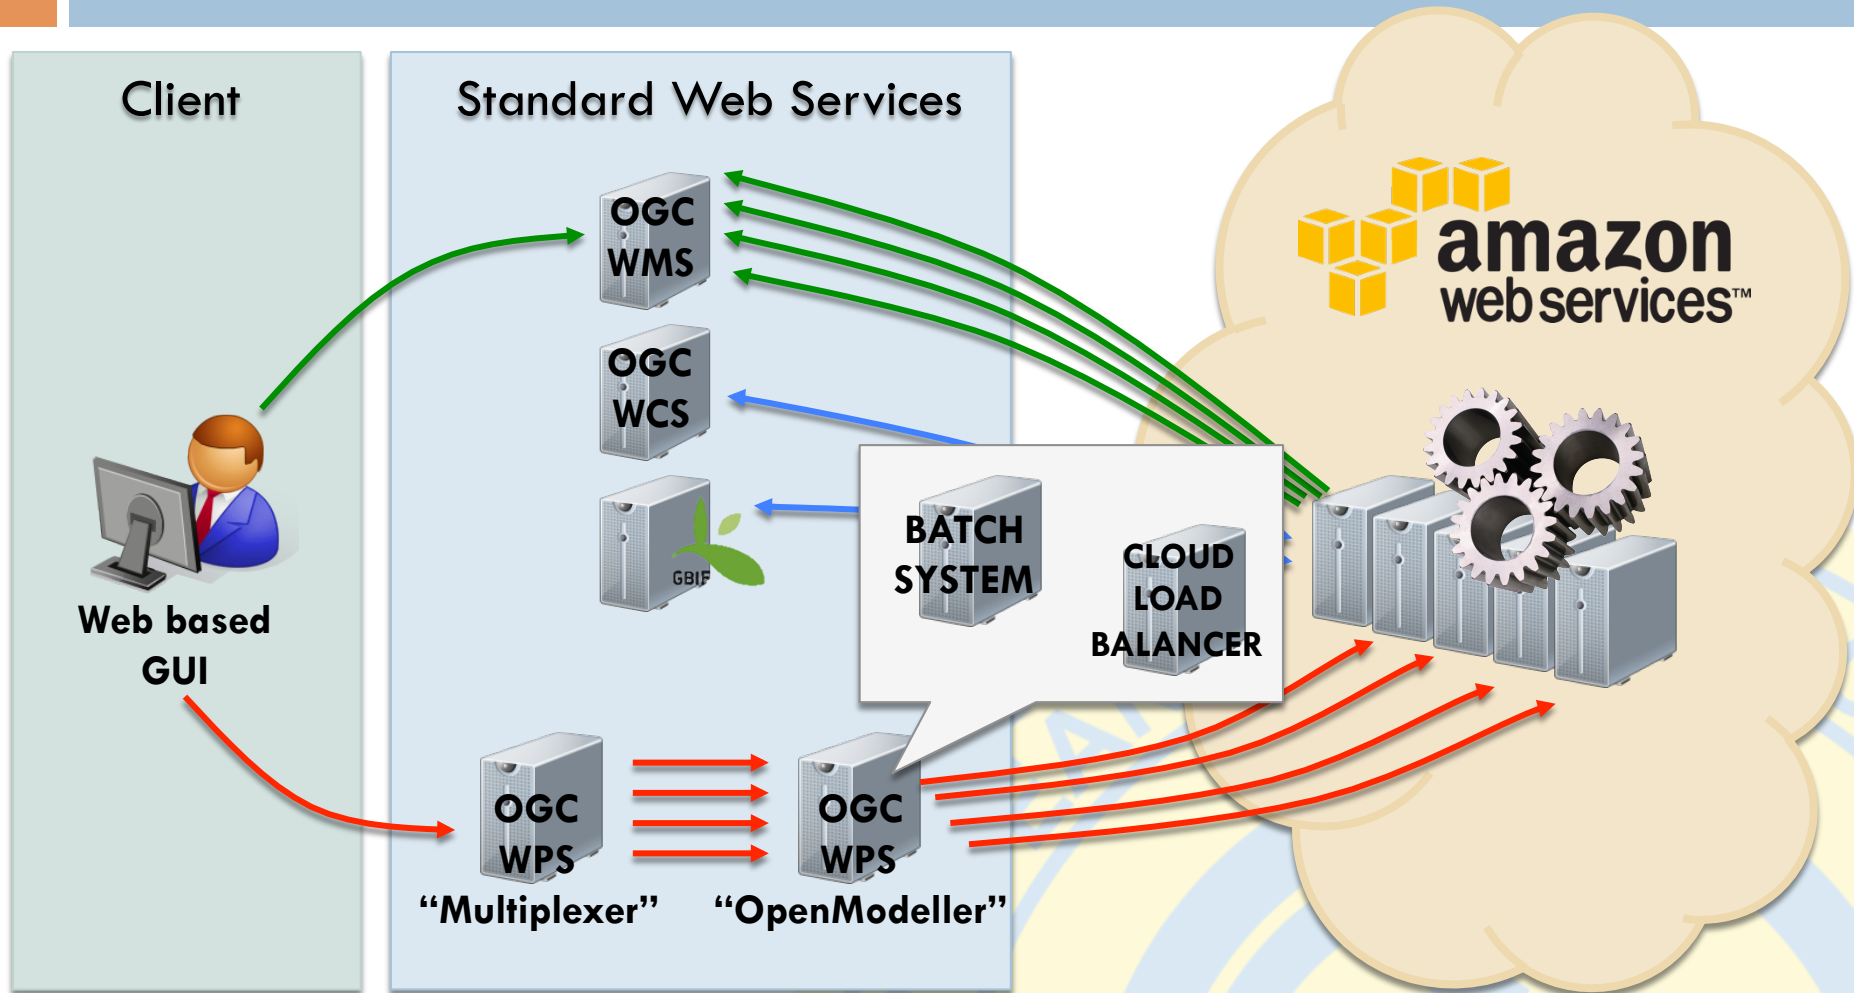 Client
Standard Web Services
OGC
WMS
OGC
WCS
GBIF
amazon
web services™
BATCH
SYSTEM
CLOUD
LOAD
BALANCER
Web based
GUI
OGC
WPS
“Multiplexer”
OGC
WPS
“OpenModeller”